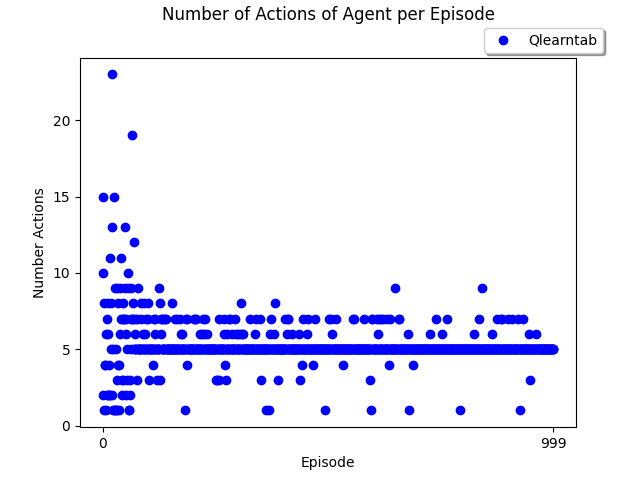 Number of Actions of Agent per Episode
Qlearntab
20
15
10
5
0
Number Actions
0 999
Episode